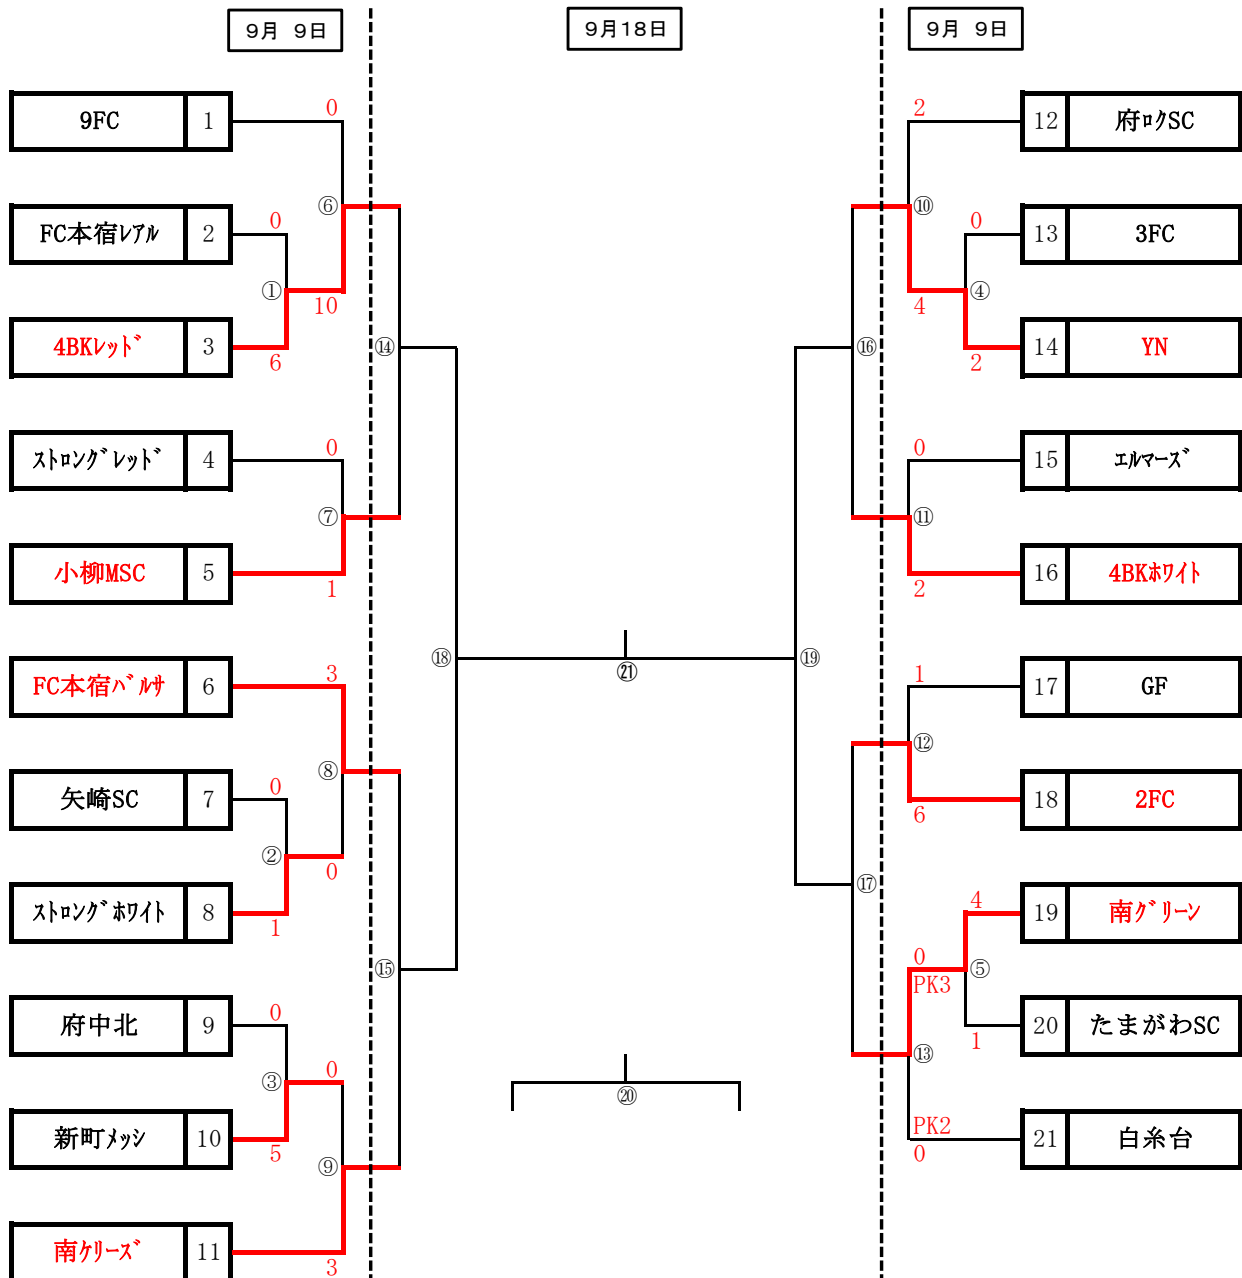 9月 9日
9月18日
9月 9日
9FC 1
0
FC本宿ﾚｱﾙ 2
0
①
⑥
10
4BKﾚｯﾄﾞ 3
6
⑭
ｽﾄﾛﾝｸﾞﾚｯﾄﾞ 4
0
⑦
小柳MSC 5
1
⑱
FC本宿ﾊﾞﾙｻ 6
3
⑧
矢崎SC 7
0
②
0
ｽﾄﾛﾝｸﾞﾎﾜｲﾄ 8
1
⑮
府中北 9
0
③
0
新町ﾒｯｼ 10
5
⑨
南ｹﾘｰｽﾞ 11
3
㉑
⑳
2
12 府ﾛｸSC
⑩
0
13 3FC
④
4
2
14 YN
⑯
0
15 ｴﾙﾏｰｽﾞ
⑪
2
16 4BKﾎﾜｲﾄ
⑲
1
17 GF
⑫
6
18 2FC
⑰
4
19 南ｸﾞﾘｰﾝ
0
PK3
⑤
1
20 たまがわSC
⑬
PK2
0
21 白糸台